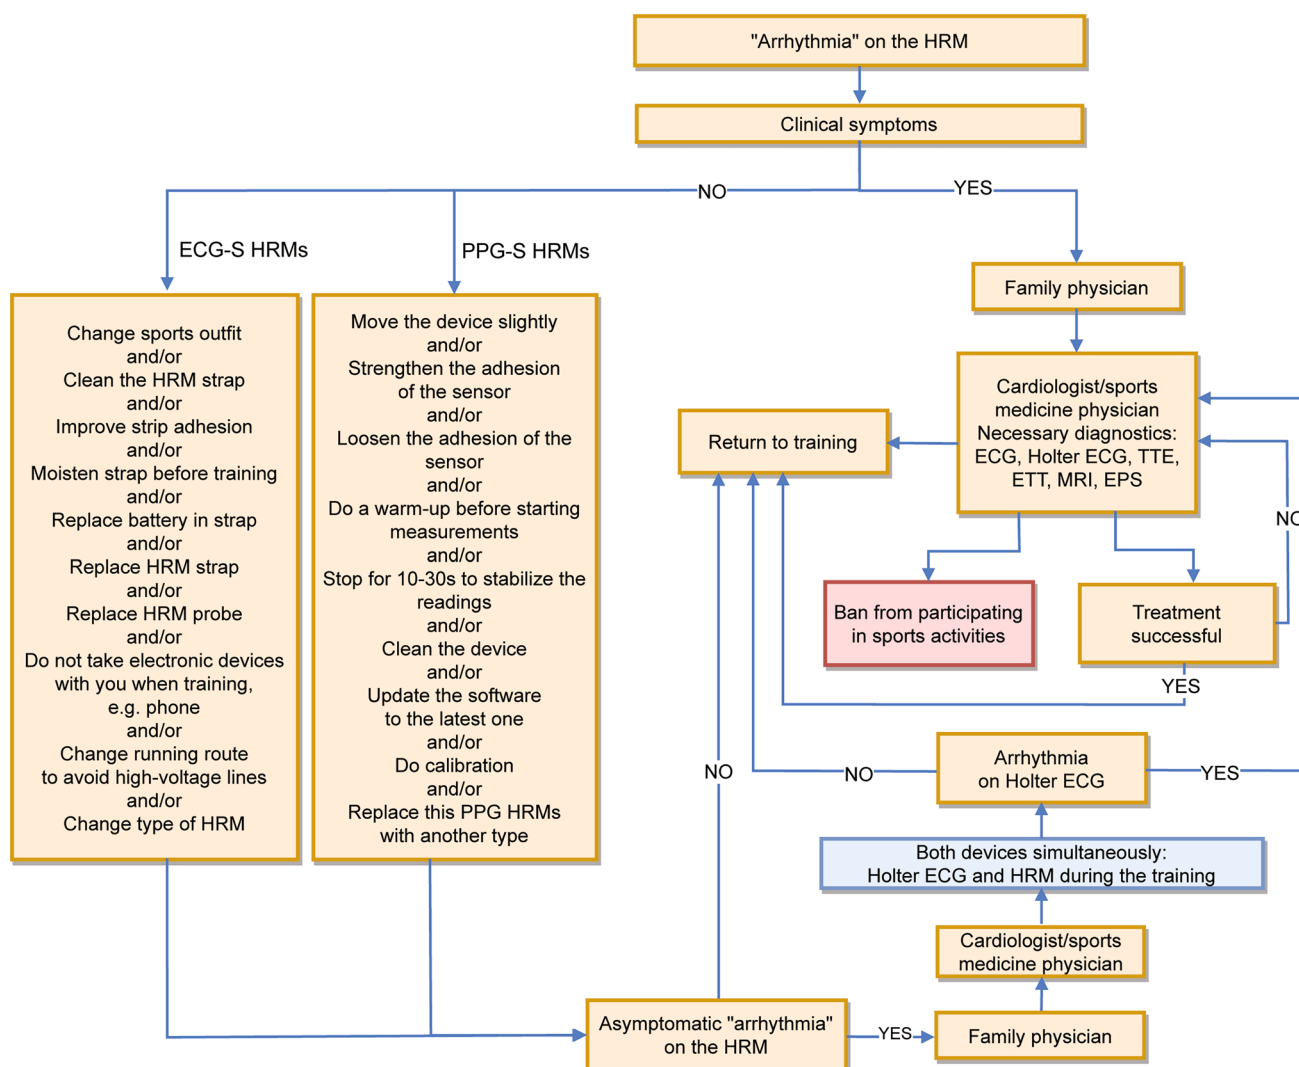 "Arrhythmia" on the HRM
Clinical symptoms
NO
YES
ECG-S HRMs
PPG-S HRMs
Change sports outfit
and/or
Clean the HRM strap
and/or
Improve strip adhesion
and/or
Moisten strap before training
and/or
Replace battery in strap
and/or
Replace HRM strap
and/or
Replace HRM probe
and/or
Do not take electronic devices
with you when training,
e.g. phone
and/or
Change running route
to avoid high-voltage lines
and/or
Change type of HRM
Move the device slightly
and/or
Strengthen the adhesion
of the sensor
and/or
Loosen the adhesion of the
sensor
and/or
Do a warm-up before starting
measurements
and/or
Stop for 10-30s to stabilize the
readings
and/or
Clean the device
and/or
Update the software
to the latest one
and/or
Do calibration
and/or
Replace this PPG HRMs
with another type
Family physician
Cardiologist/sports
medicine physician
Necessary diagnostics:
ECG, Holter ECG, TTE,
ETT, MRI, EPS
Return to training
NO
Ban from participating
in sports activities
Treatment
successful
YES
Arrhythmia
on Holter ECG
NO
NO
YES
Both devices simultaneously:
Holter ECG and HRM during the training
Cardiologist/sports
medicine physician
Asymptomatic "arrhythmia"
on the HRM
YES
Family physician